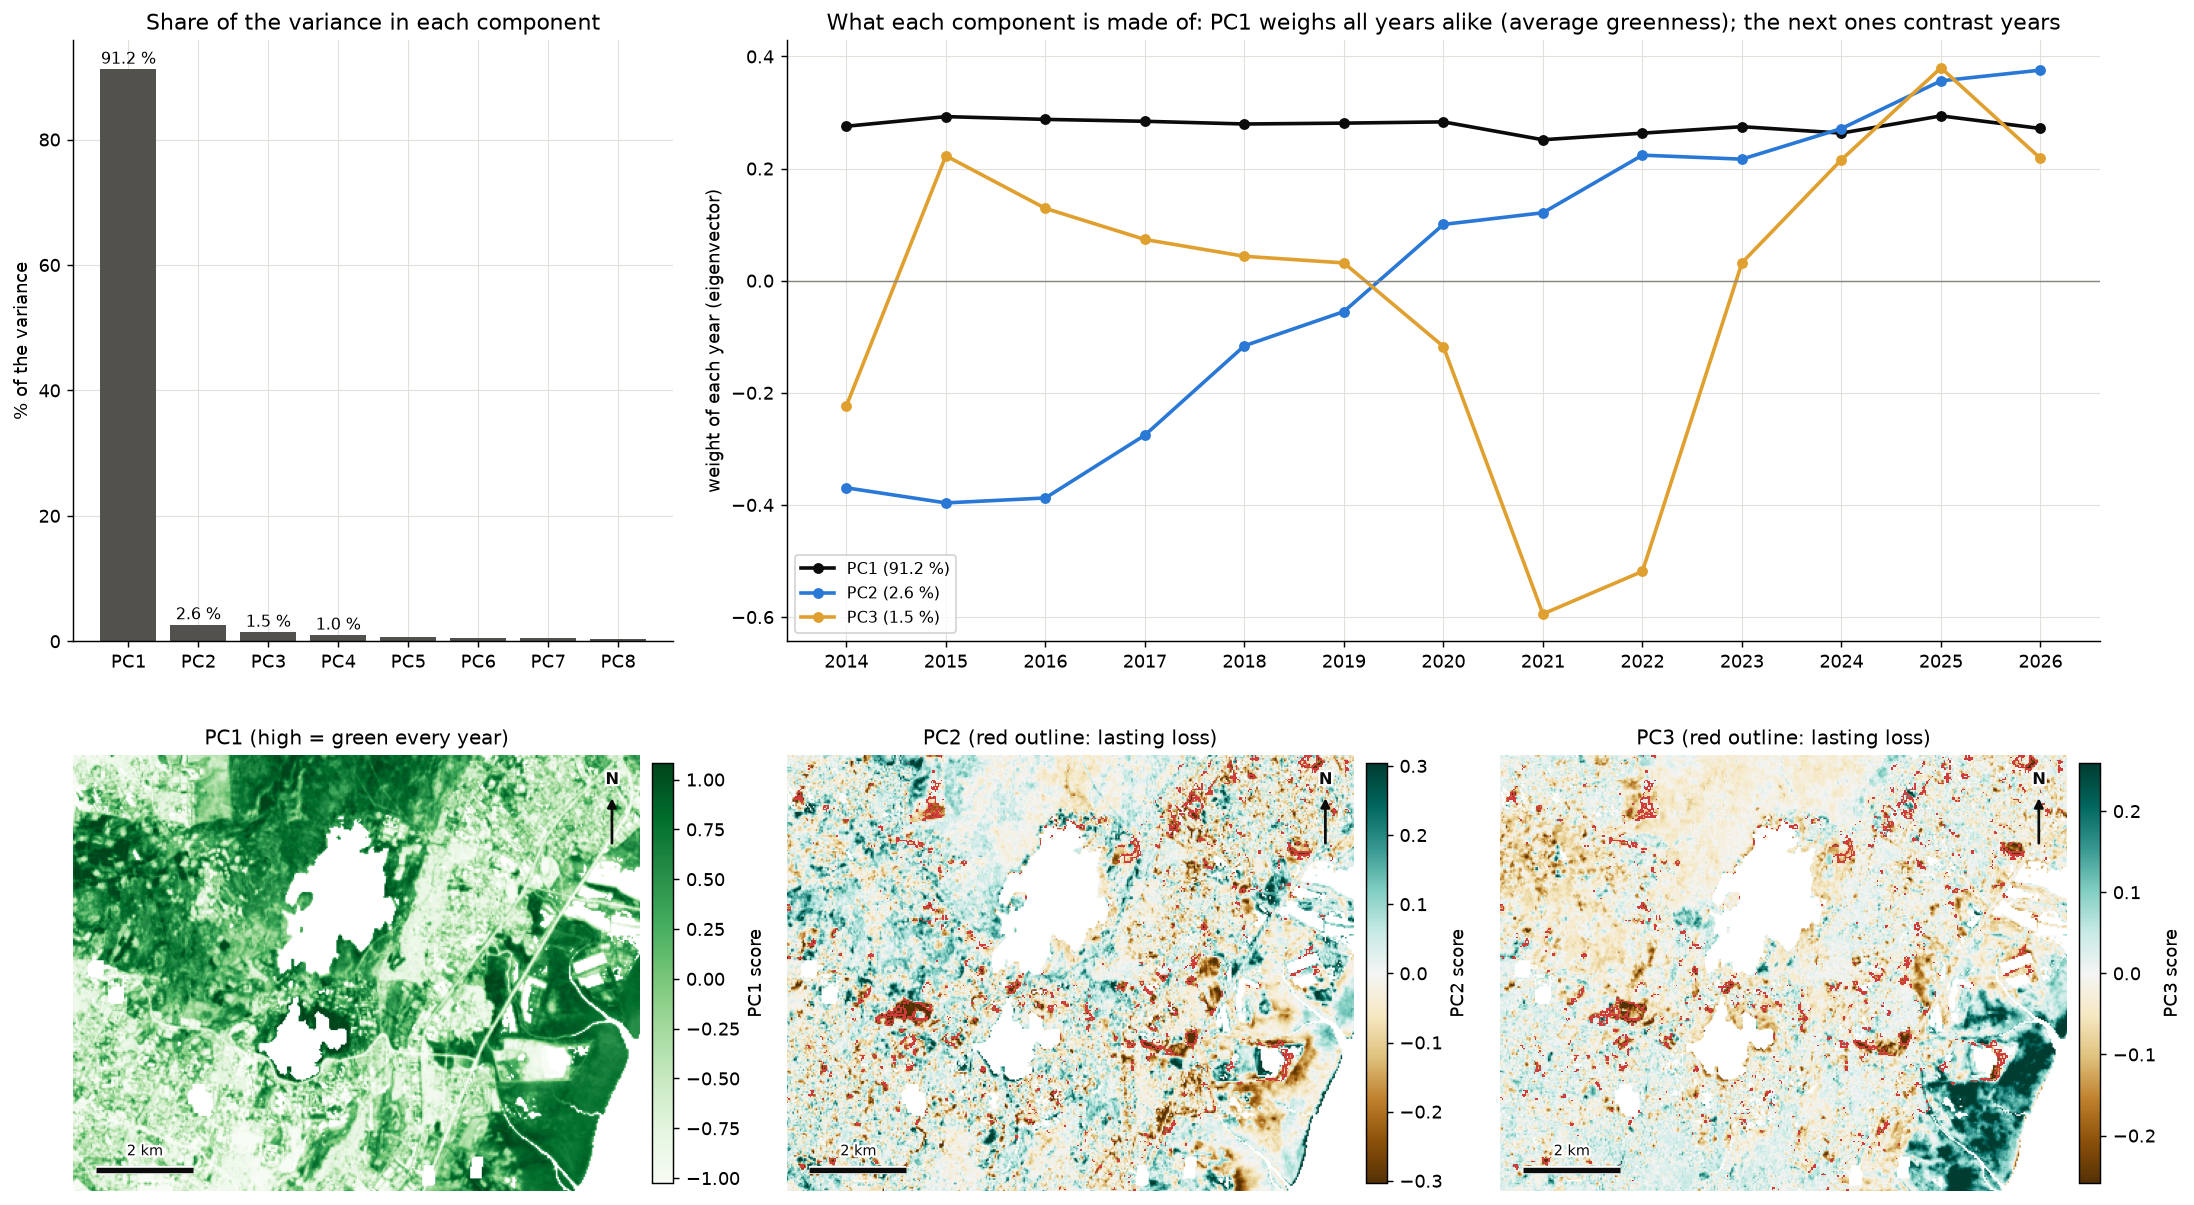 Share of the variance in each component
91.2 %
2.6 %
1.5 %
1.0 %
% of the variance
80
60
40
20
0
PC1 PC2 PC3 PC4 PC5 PC6 PC7 PC8
What each component is made of: PC1 weighs all years alike (average greenness); the next ones contrast years
weight of each year (eigenvector)
0.4
0.2
0.0
−0.2
−0.4
−0.6
PC1 (91.2 %)
PC2 (2.6 %)
PC3 (1.5 %)
2014 2015 2016 2017 2018 2019 2020 2021 2022 2023 2024 2025 2026
PC1 (high = green every year)
N
2 km
1.00
0.75
0.50
0.25
0.00
−0.25
−0.50
−0.75
−1.00
PC1 score
PC2 (red outline: lasting loss)
N
2 km
0.3
0.2
0.1
0.0
−0.1
−0.2
−0.3
PC2 score
PC3 (red outline: lasting loss)
N
2 km
0.2
0.1
0.0
−0.1
−0.2
PC3 score